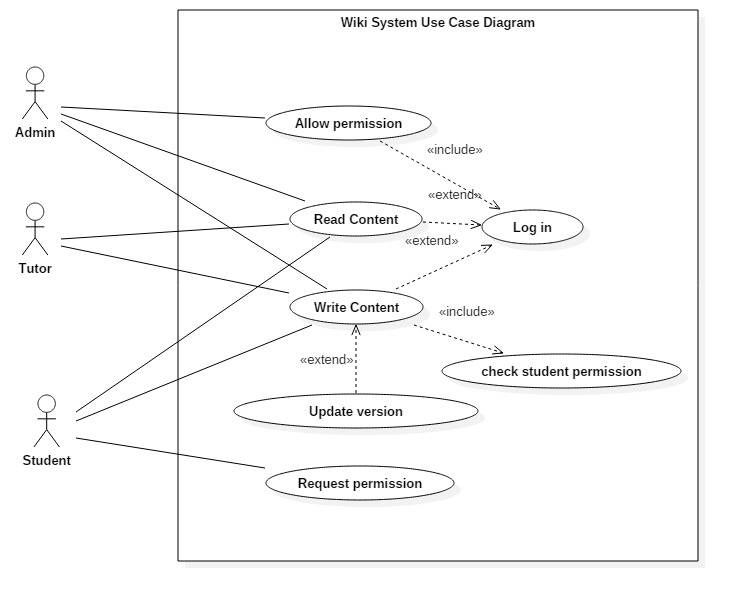 Wiki System Use Case Diagram
Admin
Allow permission
«include»
«extend»
Read Content
Log in
«extend»
Tutor
Write Content
«include»
«extend»
check student permission
Update version
Student
Request permission